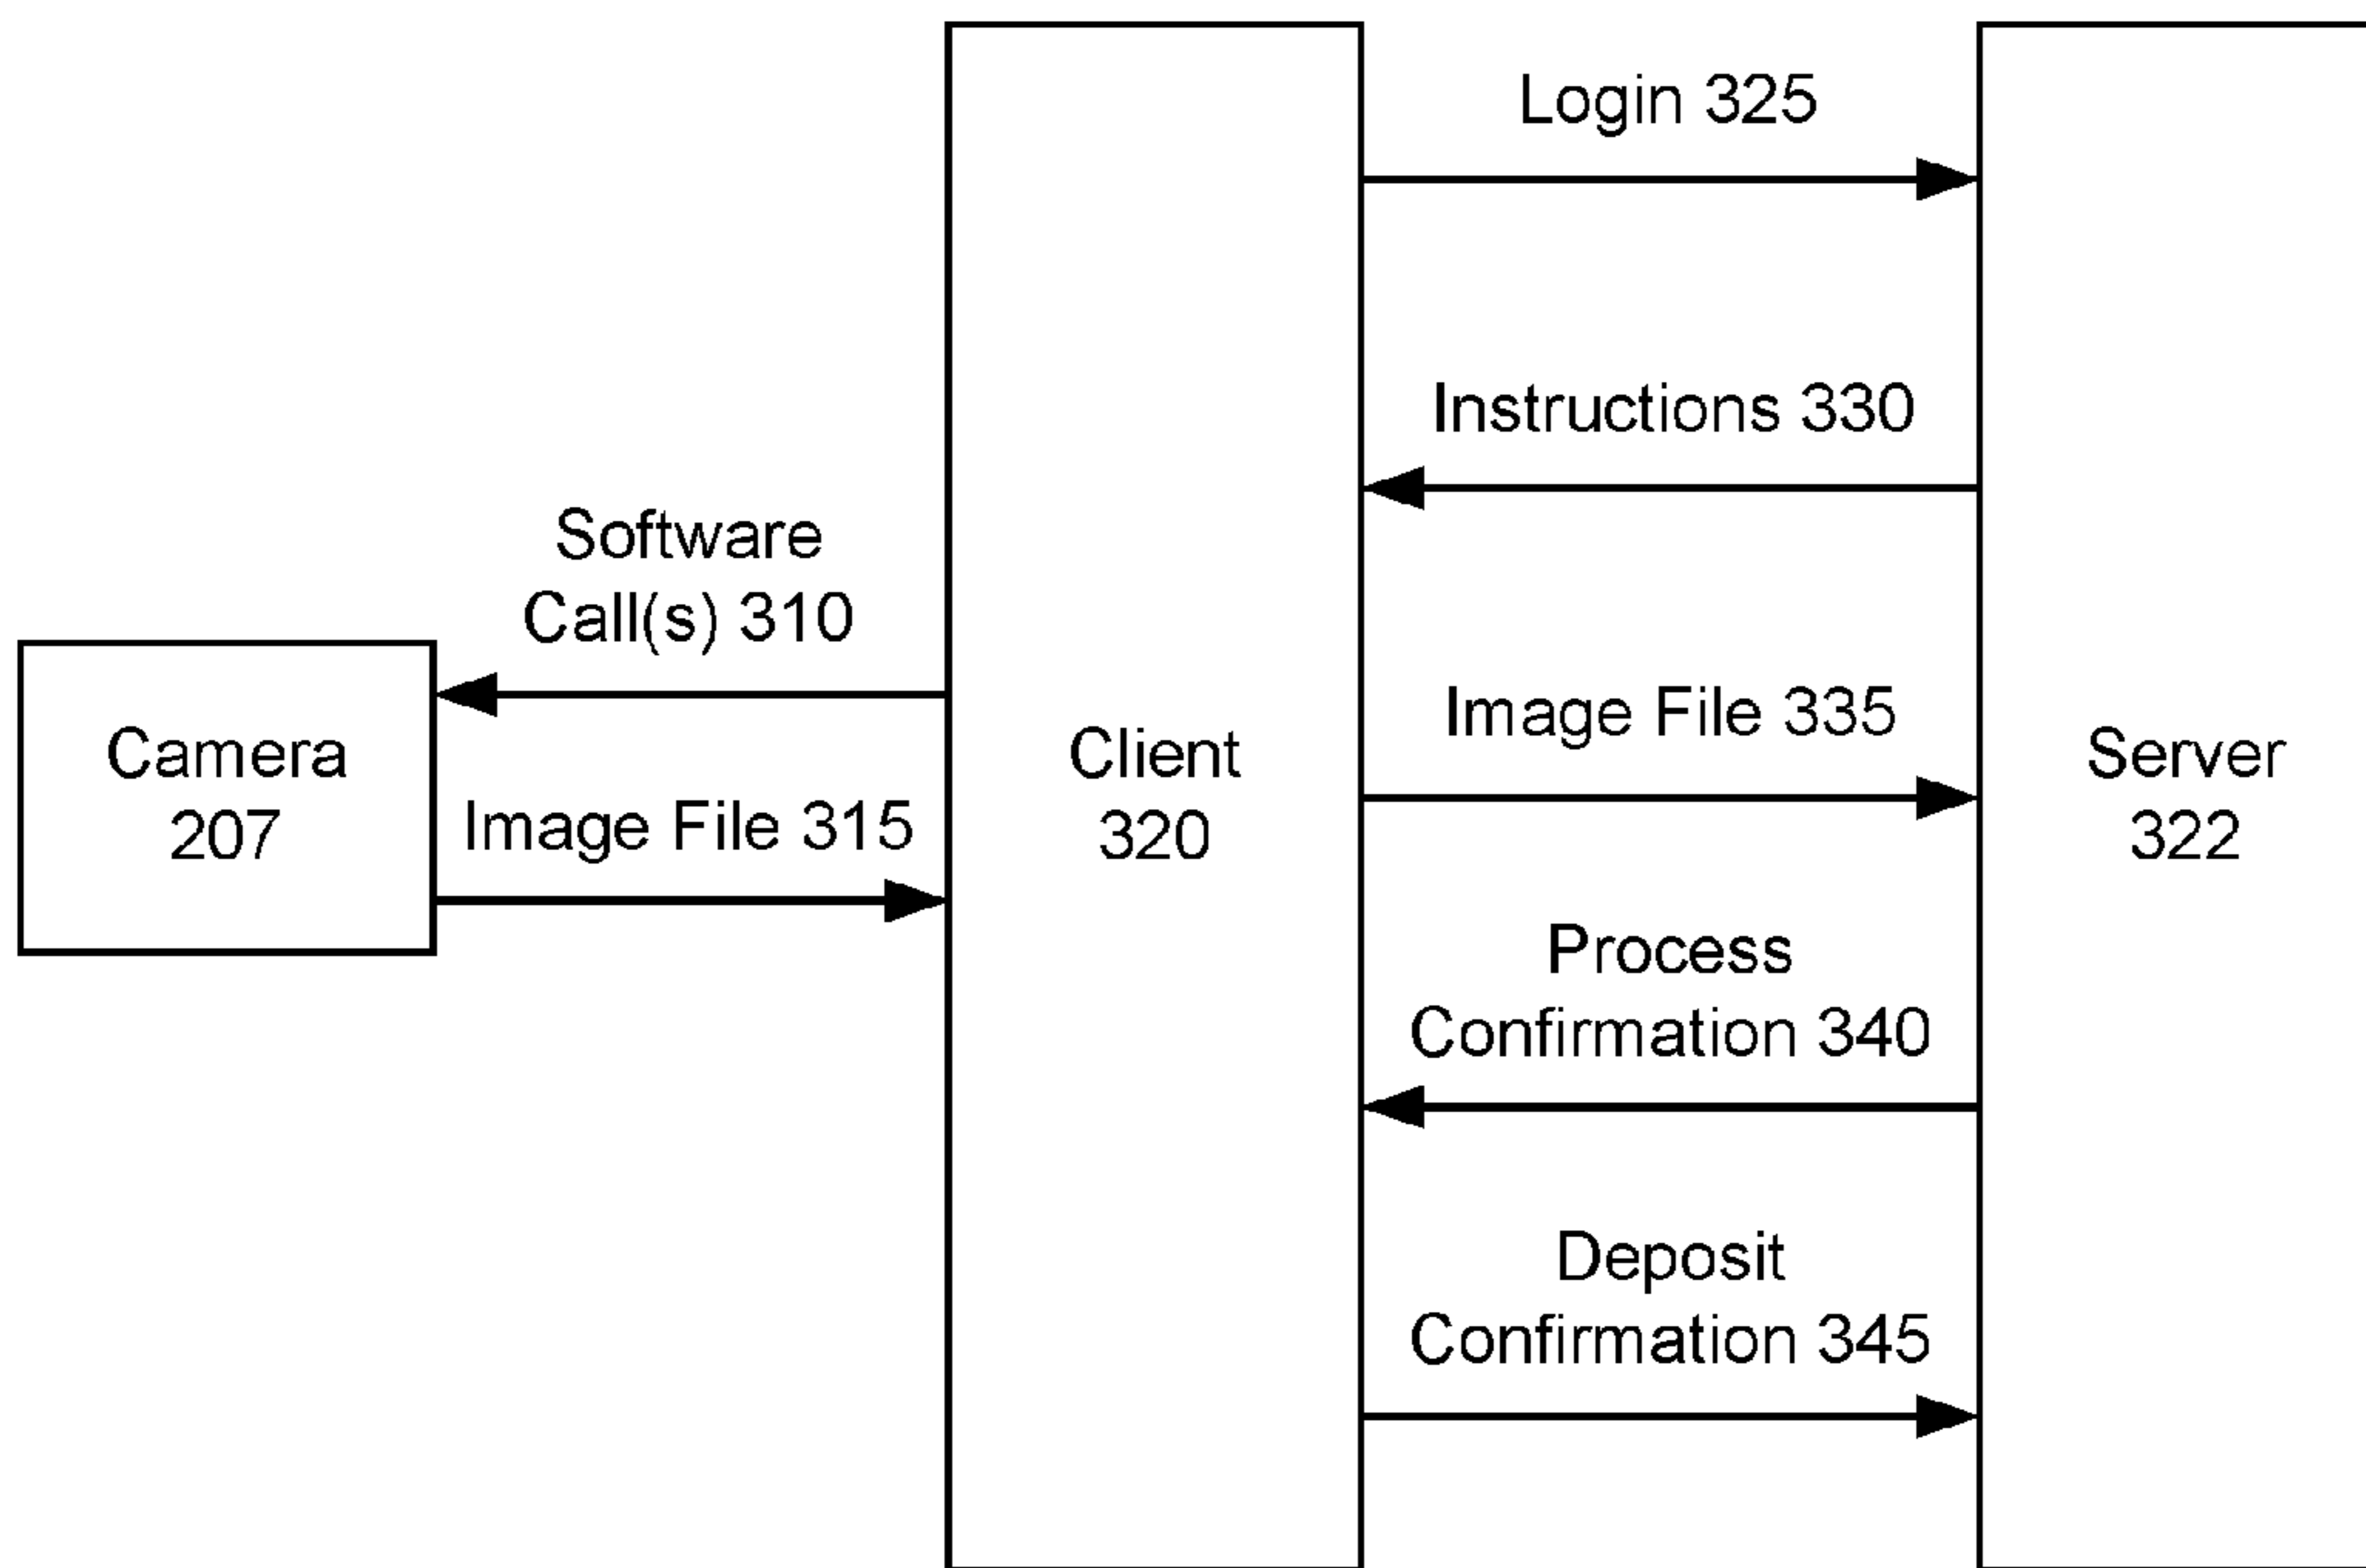 Login 325
Instructions 330
Software
Call(s) 310
Camera
207
Image File 315
Client
320
Image File 335
Server
322
Process
Confirmation 340
Deposit
Confirmation 345